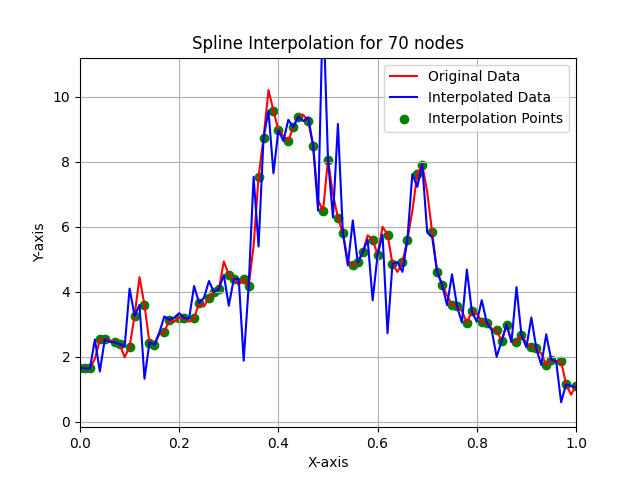 Spline Interpolation for 70 nodes
Original Data
Interpolated Data
Interpolation Points
Y-axis
10
8
6
4
2
0
0.0 0.2 0.4 0.6 0.8 1.0
X-axis